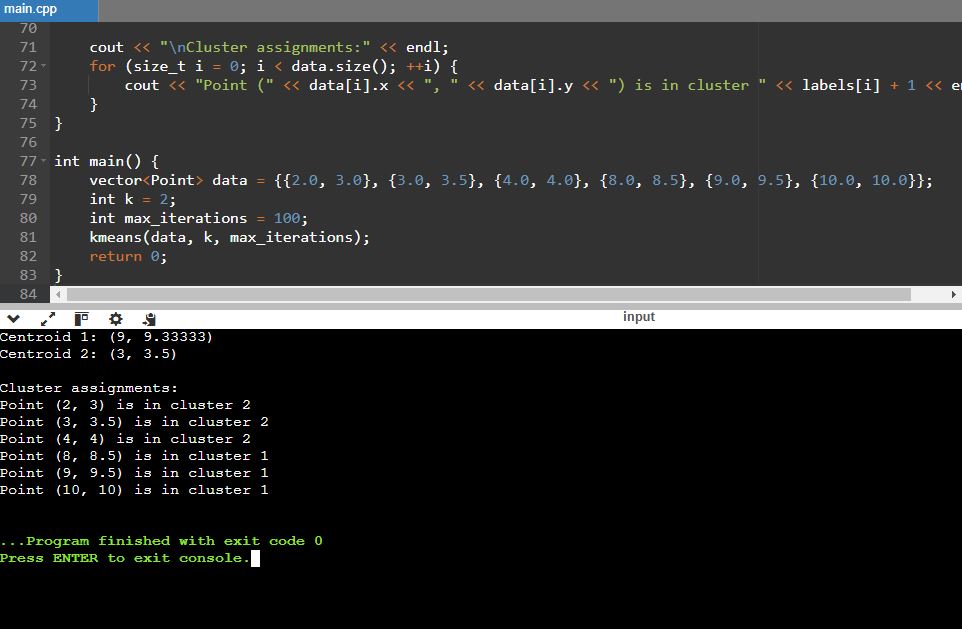 main.cpp
70
71 cout << "\nCluster assignments:" << endl;
72 for (size_t i = 0; i < data.size(); ++i) {
73 cout << "Point (" << data[i].x << ", " << data[i].y << ") is in cluster " << labels[i] + 1 << e
74 }
75 }
76
77 int main() {
78 vector<Point> data = {{2.0, 3.0}, {3.0, 3.5}, {4.0, 4.0}, {8.0, 8.5}, {9.0, 9.5}, {10.0, 10.0}};
79 int k = 2;
80 int max_iterations = 100;
81 kmeans(data, k, max_iterations);
82 return 0;
83 }
84
input
Centroid 1: (9, 9.33333)
Centroid 2: (3, 3.5)
Cluster assignments:
Point (2, 3) is in cluster 2
Point (3, 3.5) is in cluster 2
Point (4, 4) is in cluster 2
Point (8, 8.5) is in cluster 1
Point (9, 9.5) is in cluster 1
Point (10, 10) is in cluster 1
...Program finished with exit code 0
Press ENTER to exit console.